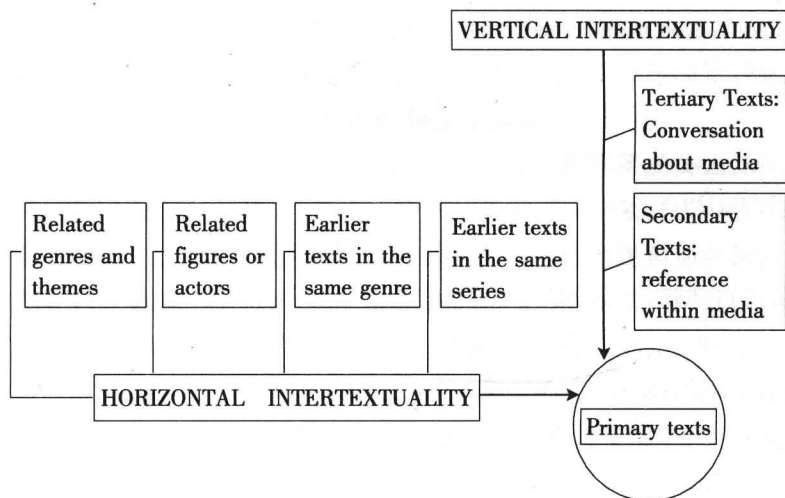 VERTICAL INTERTEXTUALITY
Tertiary Texts:
Conversation
about media
Secondary
Texts:
reference
within media
Related
genres and
themes
Related
figures or
actors
Earlier
texts in the
same genre
Earlier texts
in the same
series
HORIZONTAL INTERTEXTUALITY
Primary texts